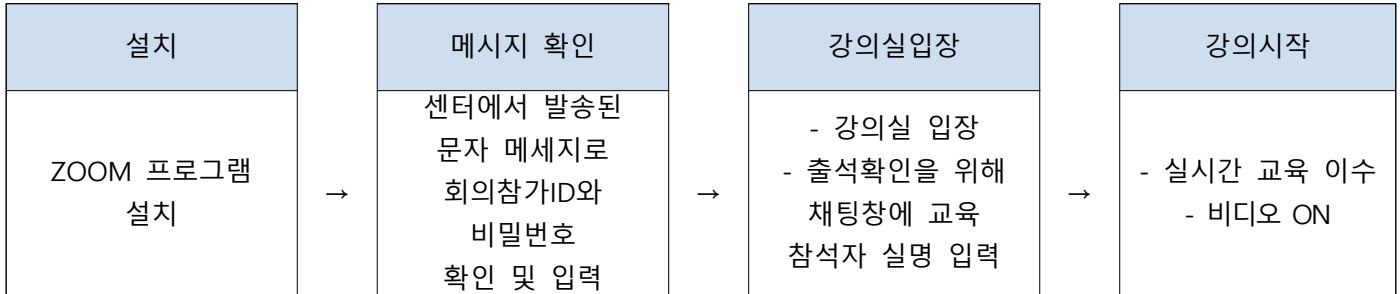 설치
ZOOM 프로그램
설치
→
메시지 확인
센터에서 발송된
문자 메세지로
회의참가ID와
비밀번호
확인 및 입력
→
강의실입장
- 강의실 입장
- 출석확인을 위해
채팅창에 교육
참석자 실명 입력
→
강의시작
- 실시간 교육 이수
- 비디오 ON